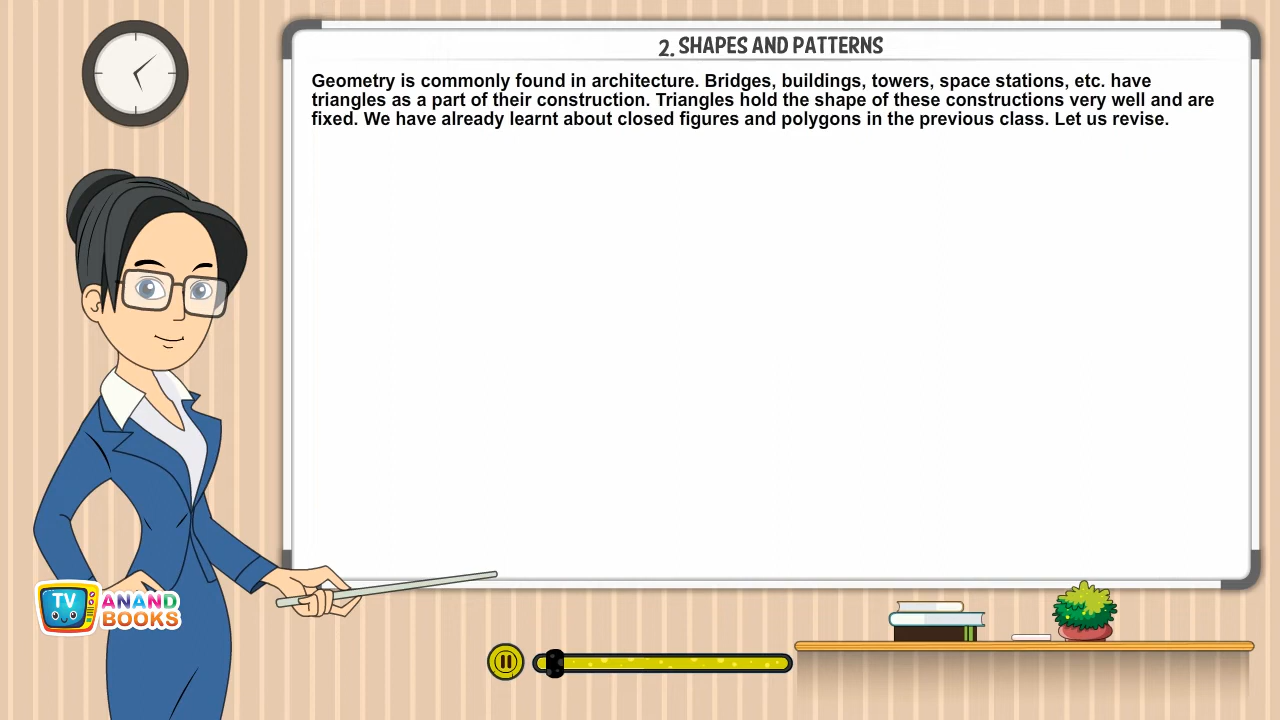 2. SHAPES AND PATTERNS
Geometry is commonly found in architecture. Bridges, buildings, towers, space stations, etc. have
triangles as a part of their construction. Triangles hold the shape of these constructions very well and are
fixed. We have already learnt about closed figures and polygons in the previous class. Let us revise.
TV
ANAND
BOOKS